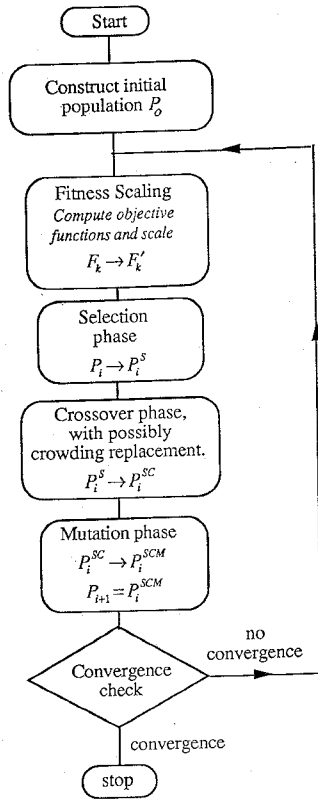 Start
Construct initial
population P_o
Fitness Scaling
Compute objective
functions and scale
F_k → F_k′
Selection
phase
P_i → P_i^S
Crossover phase,
with possibly
crowding replacement.
P_i^S → P_i^SC
Mutation phase
P_i^SC → P_i^SCM
P_i+1 = P_i^SCM
Convergence
check
no
convergence
convergence
stop